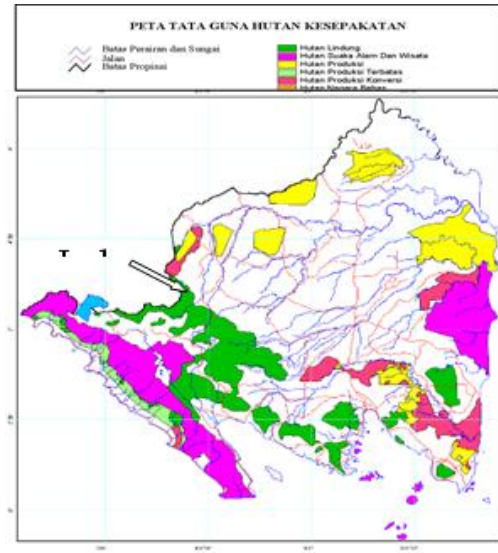 PETA TATA GUNA HUTAN KESEPAKATAN
Batas Perairan dan Sungai
Jalan
Batas Propinsi
Hutan Lindung
Hutan Suaka Alam Dan Wisata
Hutan Produksi
Hutan Produksi Terbatas
Hutan Produksi Konversi
Hutan Negara Bebas